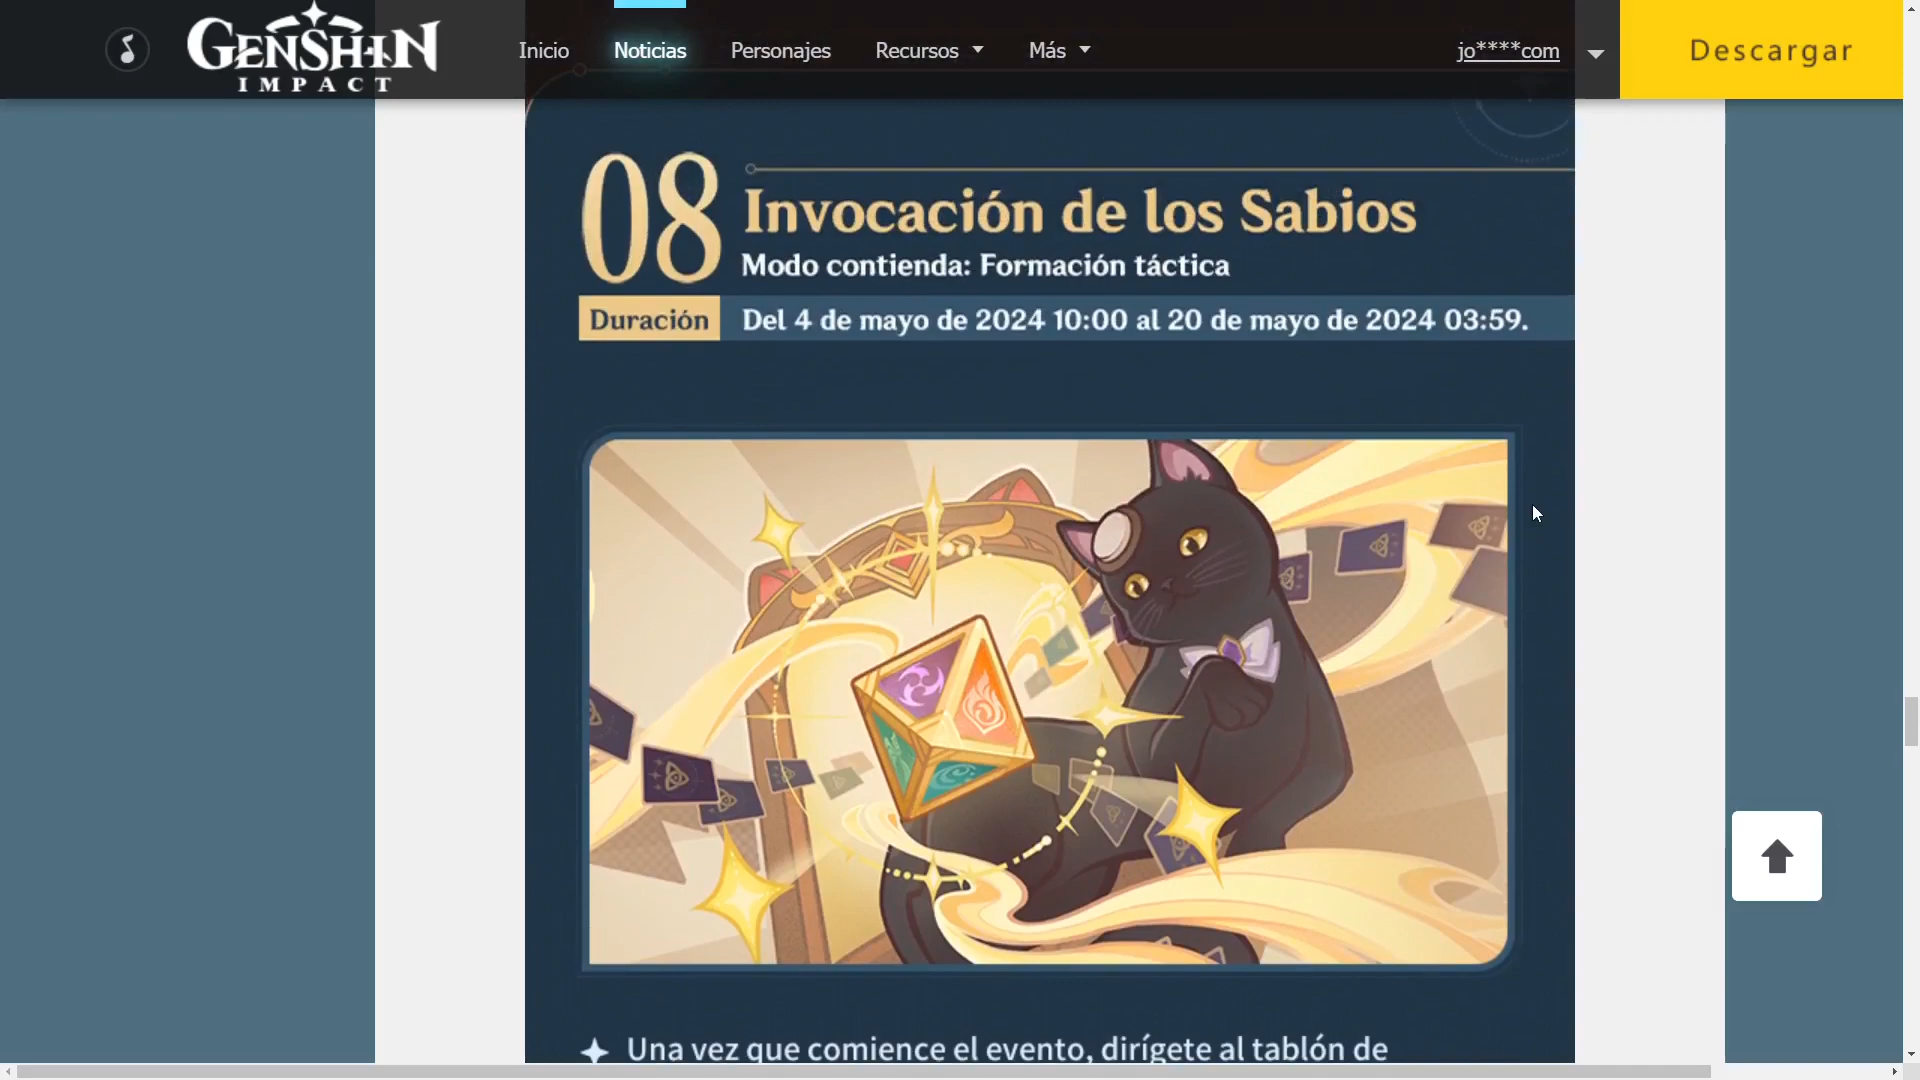 GENSHIN
IMPACT
Inicio
Noticias
Personajes
Recursos
Más
jo****com
Descargar
08
Invocación de los Sabios
Modo contienda: Formación táctica
Duración
Del 4 de mayo de 2024 10:00 al 20 de mayo de 2024 03:59.
Una vez que comience el evento, dirígete al tablón de